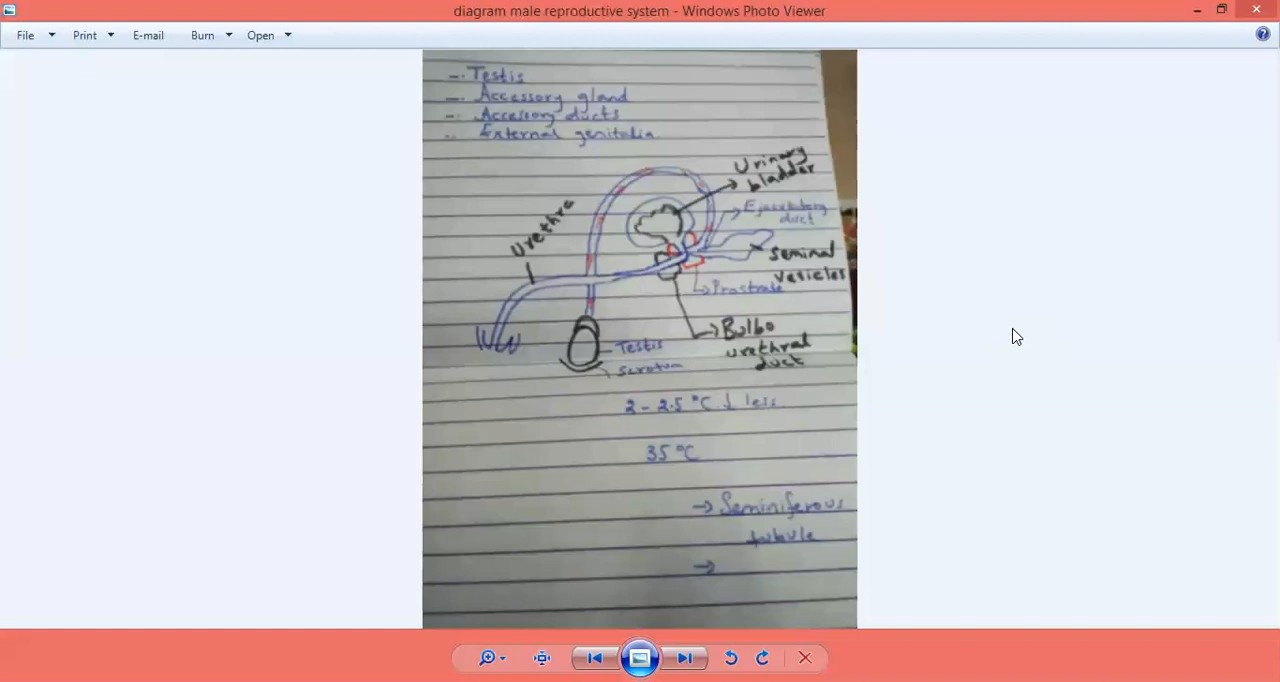 diagram male reproductive system - Windows Photo Viewer
File Print E-mail Burn Open
-. Testis
-. Accessory gland
-. Accessory ducts
-. External genitalia
Urinary
bladder
Urethra
Ejaculatory
duct
Seminal
vesicles
Prostrate
Bulbo
urethral
duct
Testis
Scrotum
2 - 2.5 °C ↓ less
35 °C
→ Seminiferous
tubule
→